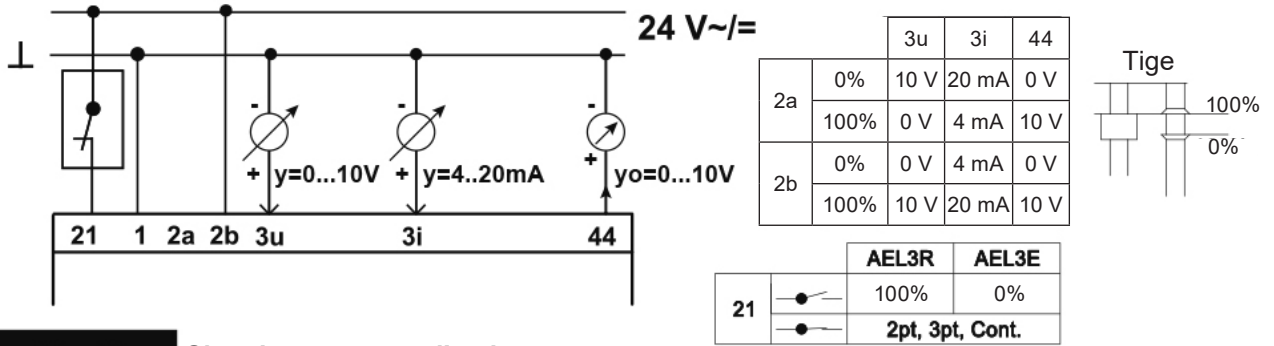 24 V~/=
⊥
- - -
+ y=0...10V + y=4..20mA + yo=0...10V
21 1 2a 2b 3u 3i 44
3u 3i 44
2a 0% 10 V 20 mA 0 V
100% 0 V 4 mA 10 V
2b 0% 0 V 4 mA 0 V
100% 10 V 20 mA 10 V
Tige
100%
0%
AEL3R AEL3E
21 100% 0%
2pt, 3pt, Cont.